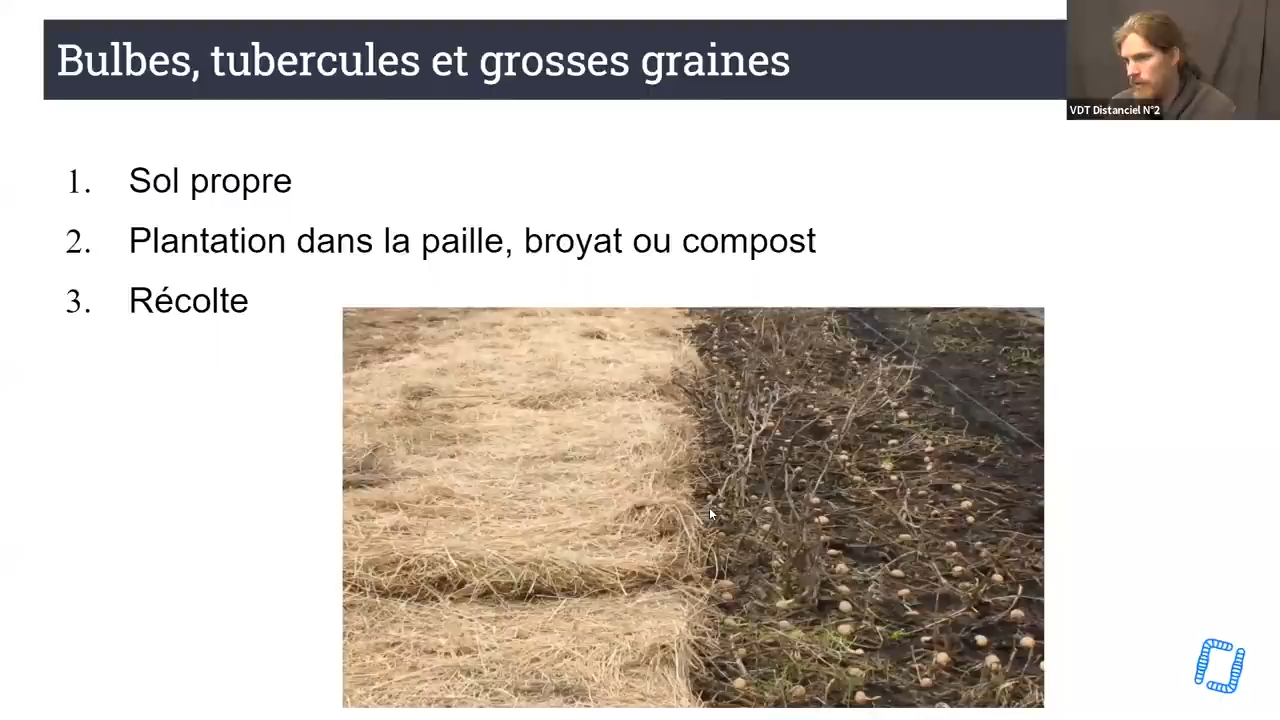 Bulbes, tubercules et grosses graines
VDT Distanciel N°2
1. Sol propre
2. Plantation dans la paille, broyat ou compost
3. Récolte